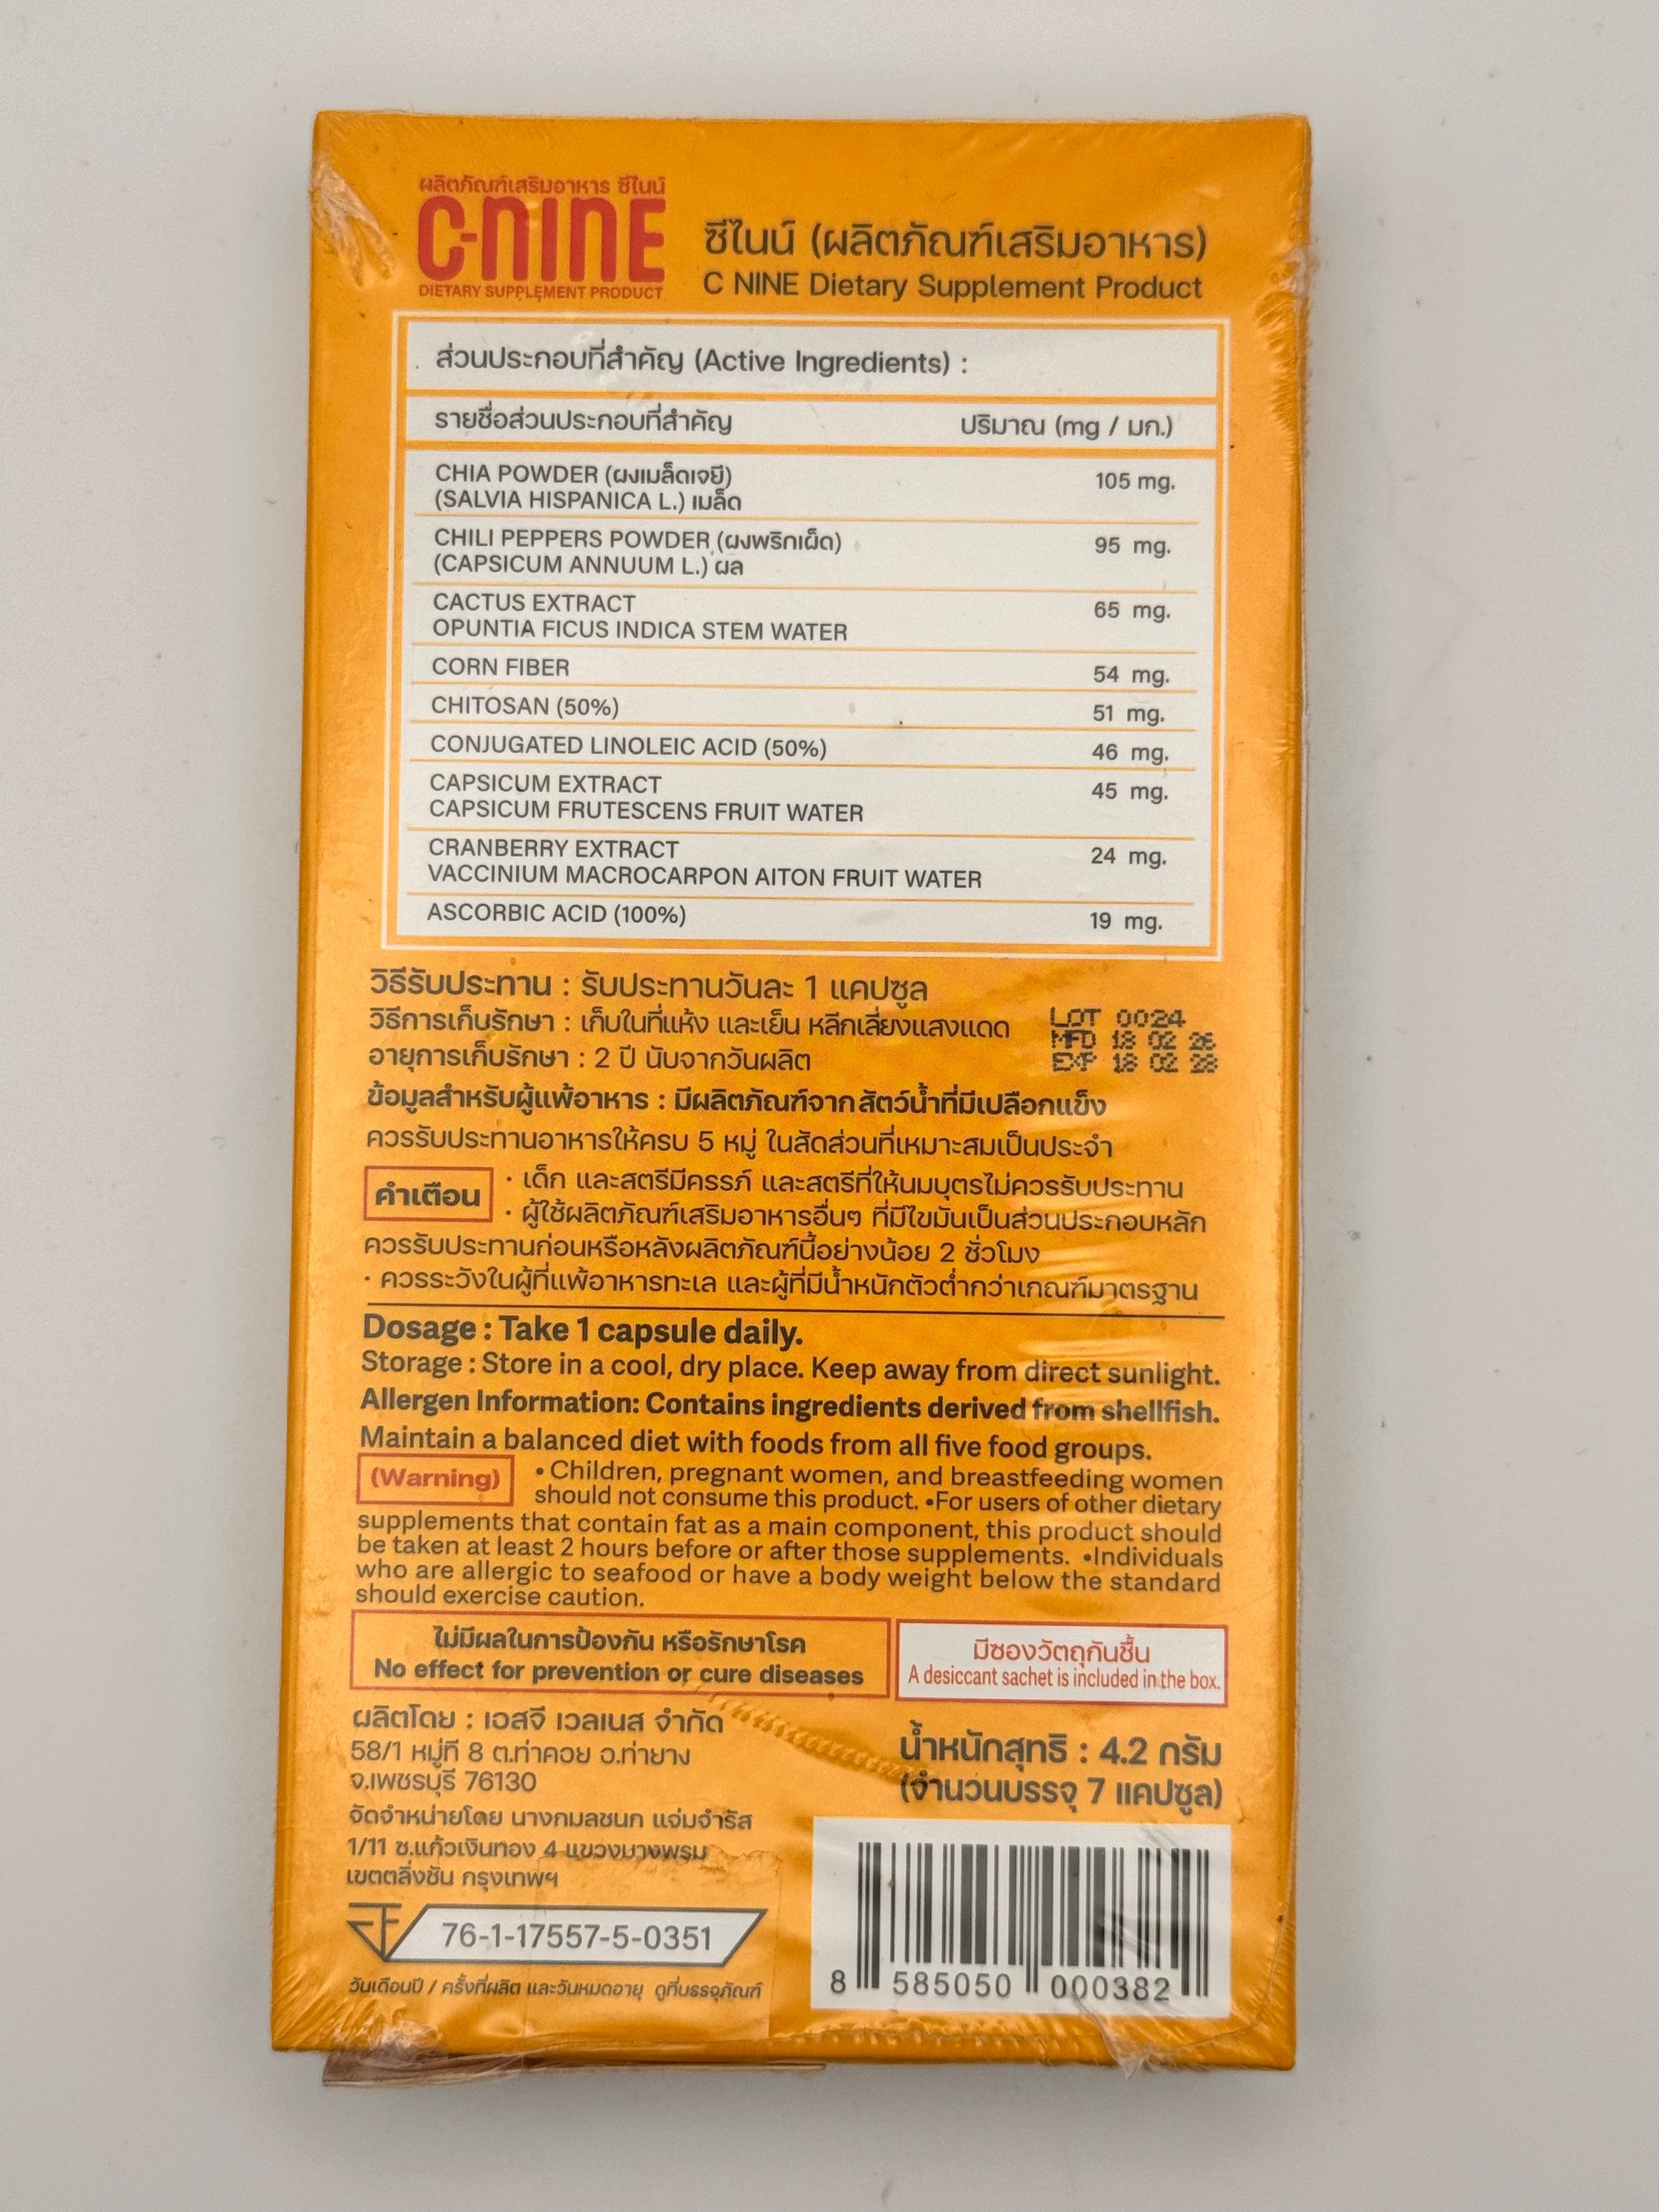 ผลิตภัณฑ์เสริมอาหาร ซีไนน์
C-NINE
DIETARY SUPPLEMENT PRODUCT
ซีไนน์ (ผลิตภัณฑ์เสริมอาหาร)
C NINE Dietary Supplement Product
ส่วนประกอบที่สำคัญ (Active Ingredients) :
รายชื่อส่วนประกอบที่สำคัญ ปริมาณ (mg / มก.)
CHIA POWDER (ผงเมล็ดเจยี) 105 mg.
(SALVIA HISPANICA L.) เมล็ด
CHILI PEPPERS POWDER (ผงพริกเผ็ด) 95 mg.
(CAPSICUM ANNUUM L.) ผล
CACTUS EXTRACT 65 mg.
OPUNTIA FICUS INDICA STEM WATER
CORN FIBER 54 mg.
CHITOSAN (50%) 51 mg.
CONJUGATED LINOLEIC ACID (50%) 46 mg.
CAPSICUM EXTRACT 45 mg.
CAPSICUM FRUTESCENS FRUIT WATER
CRANBERRY EXTRACT 24 mg.
VACCINIUM MACROCARPON AITON FRUIT WATER
ASCORBIC ACID (100%) 19 mg.
วิธีรับประทาน : รับประทานวันละ 1 แคปซูล
วิธีการเก็บรักษา : เก็บในที่แห้ง และเย็น หลีกเลี่ยงแสงแดด
อายุการเก็บรักษา : 2 ปี นับจากวันผลิต
LOT 0024
MFD 18 02 26
EXP 18 02 28
ข้อมูลสำหรับผู้แพ้อาหาร : มีผลิตภัณฑ์จากสัตว์น้ำที่มีเปลือกแข็ง
ควรรับประทานอาหารให้ครบ 5 หมู่ ในสัดส่วนที่เหมาะสมเป็นประจำ
คำเตือน · เด็ก และสตรีมีครรภ์ และสตรีที่ให้นมบุตรไม่ควรรับประทาน
· ผู้ใช้ผลิตภัณฑ์เสริมอาหารอื่นๆ ที่มีไขมันเป็นส่วนประกอบหลัก
ควรรับประทานก่อนหรือหลังผลิตภัณฑ์นี้อย่างน้อย 2 ชั่วโมง
· ควรระวังในผู้ที่แพ้อาหารทะเล และผู้ที่มีน้ำหนักตัวต่ำกว่าเกณฑ์มาตรฐาน
Dosage : Take 1 capsule daily.
Storage : Store in a cool, dry place. Keep away from direct sunlight.
Allergen Information: Contains ingredients derived from shellfish.
Maintain a balanced diet with foods from all five food groups.
(Warning) • Children, pregnant women, and breastfeeding women
should not consume this product. •For users of other dietary
supplements that contain fat as a main component, this product should
be taken at least 2 hours before or after those supplements. •Individuals
who are allergic to seafood or have a body weight below the standard
should exercise caution.
ไม่มีผลในการป้องกัน หรือรักษาโรค
No effect for prevention or cure diseases
มีซองวัตถุกันชื้น
A desiccant sachet is included in the box.
ผลิตโดย : เอสจี เวลเนส จำกัด
58/1 หมู่ที่ 8 ต.ท่าคอย อ.ท่ายาง
จ.เพชรบุรี 76130
จัดจำหน่ายโดย นางกมลชนก แจ่มจำรัส
1/11 ซ.แก้วเงินทอง 4 แขวงบางพรม
เขตตลิ่งชัน กรุงเทพฯ
น้ำหนักสุทธิ : 4.2 กรัม
(จำนวนบรรจุ 7 แคปซูล)
76-1-17557-5-0351
วันเดือนปี / ครั้งที่ผลิต และวันหมดอายุ ดูที่บรรจุภัณฑ์
8 585050 000382